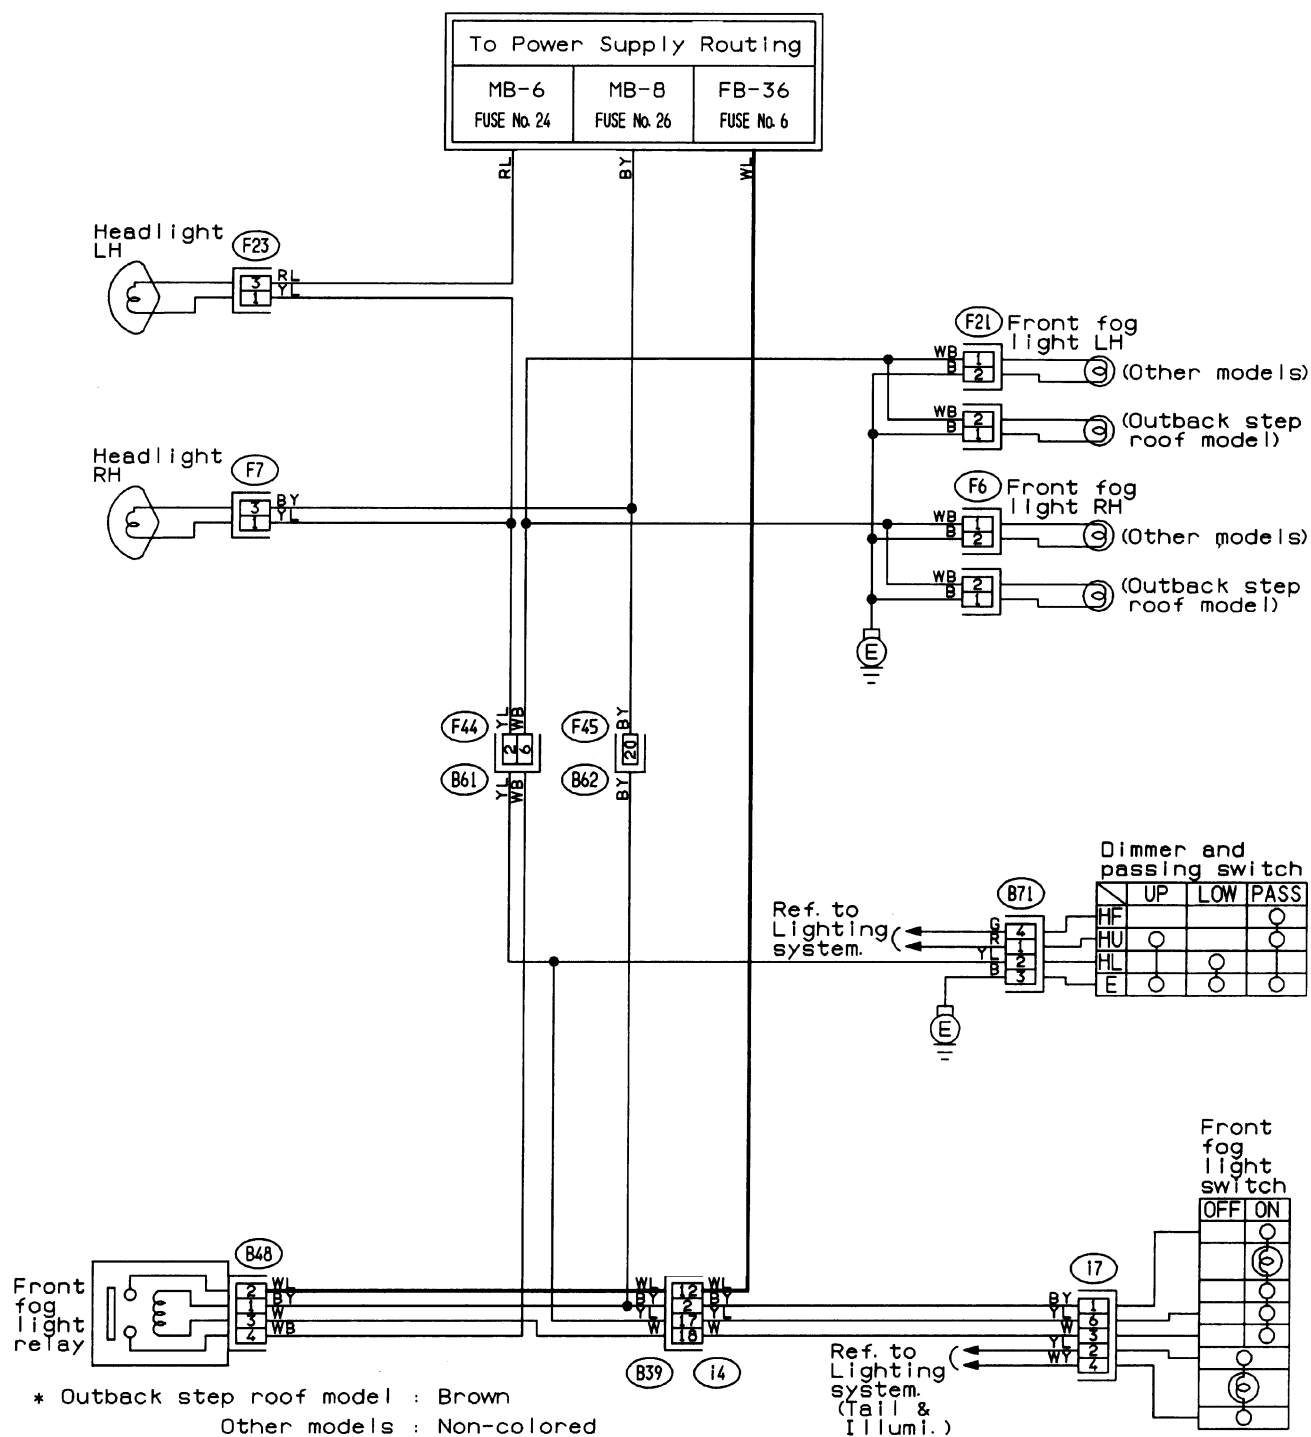 To Power Supply Routing
MB-6 MB-8 FB-36
FUSE No. 24 FUSE No. 26 FUSE No. 6
RL BY WL
Headlight
LH
F23
3 RL
1 YL
F21 Front fog
light LH
WB 1
B 2
(Other models)
WB 2
B 1
(Outback step
roof model)
Headlight
RH
F7
3 BY
1 YL
F6 Front fog
light RH
WB 1
B 2
(Other models)
WB 2
B 1
(Outback step
roof model)
E
F44 YL WB
F45 BY
2 6
20
B61 YL WB
B62 BY
Dimmer and
passing switch
B71
UP LOW PASS
HF
HU
HL
E
Ref. to
Lighting
system.
G 4
R 1
YL 2
B 3
E
Front
fog
light
switch
OFF ON
B48
Front
fog
light
relay
2 WL
1 BY
3 W
4 WB
WL 12 WL
BY 2 BY
YL 17 YL
W 18 W
B39 i4
i7
BY 1
YL 6
W 3
YL 2
WY 4
Ref. to
Lighting
system.
(Tail &
Illumi.)
* Outback step roof model : Brown
Other models : Non-colored